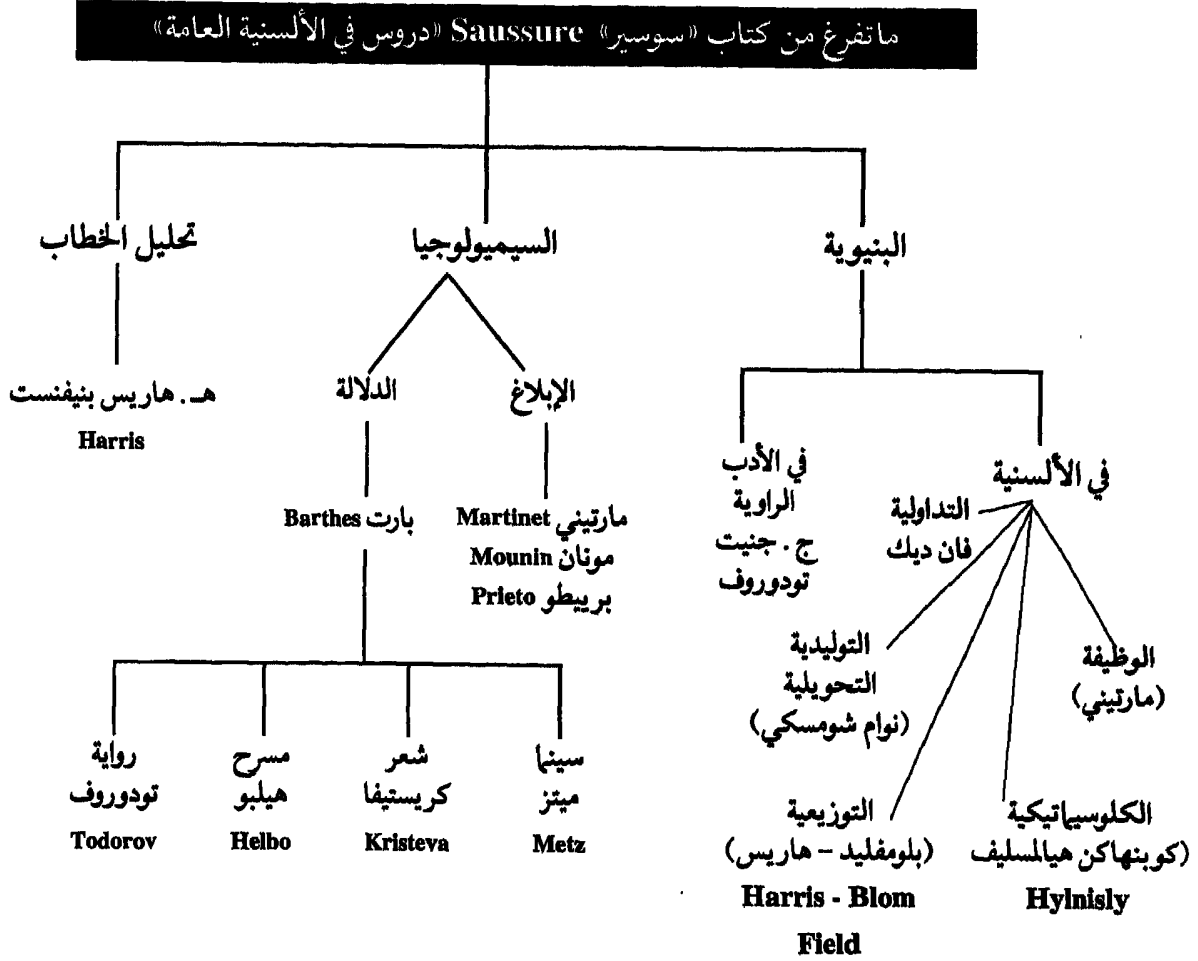 ماتفرغ من كتاب «سوسير» Saussure «دروس في الألسنية العامة»
البنيوية
السيميولوجيا
تحليل الخطاب
في الألسنية
التداولية
فان ديك
الوظيفة
(مارتيني)
الكلوسيماتيكية
(كوبنهاكن هيالمسليف
Hylnisly
التوزيعية
(بلومفليد – هاريس)
Harris - Blom
Field
التوليدية
التحويلية
(نوام شومسكي)
في الأدب
الراوية
ج . جنيت
تودوروف
الإبلاغ
مارتيني Martinet
مونان Mounin
برييطو Prieto
الدلالة
بارت Barthes
سينما
ميتز
Metz
شعر
كريستيفا
Kristeva
مسرح
هيلبو
Helbo
رواية
تودوروف
Todorov
هـ . هاريس بنيفنست
Harris